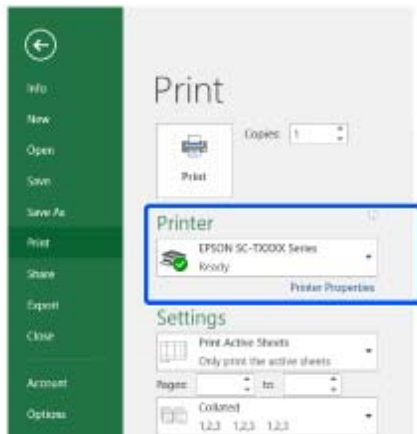 Info
New
Open
Save
Save As
Print
Share
Export
Close
Account
Options
Print
Copies: 1
Print
Printer
EPSON SC-TXXXX Series
Ready
Printer Properties
Settings
Print Active Sheets
Only print the active sheets
Pages: to
Collated
1,2,3 1,2,3 1,2,3